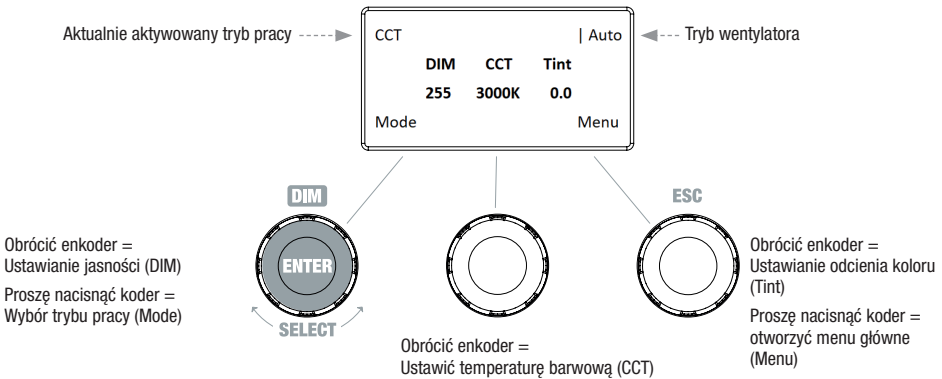 Aktualnie aktywowany tryb pracy
CCT | Auto
Tryb wentylatora
DIM CCT Tint
255 3000K 0.0
Mode Menu
DIM
ESC
ENTER
SELECT
Obrócić enkoder =
Ustawianie jasności (DIM)
Proszę nacisnąć koder =
Wybór trybu pracy (Mode)
Obrócić enkoder =
Ustawić temperaturę barwową (CCT)
Obrócić enkoder =
Ustawianie odcienia koloru
(Tint)
Proszę nacisnąć koder =
otworzyć menu główne
(Menu)